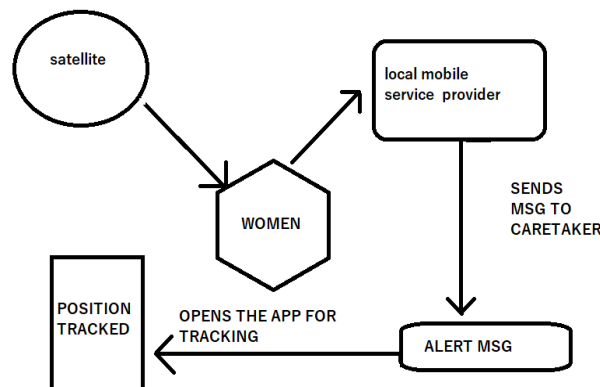 satellite
local mobile
service provider
WOMEN
SENDS
MSG TO
CARETAKER
OPENS THE APP FOR
TRACKING
POSITION
TRACKED
ALERT MSG